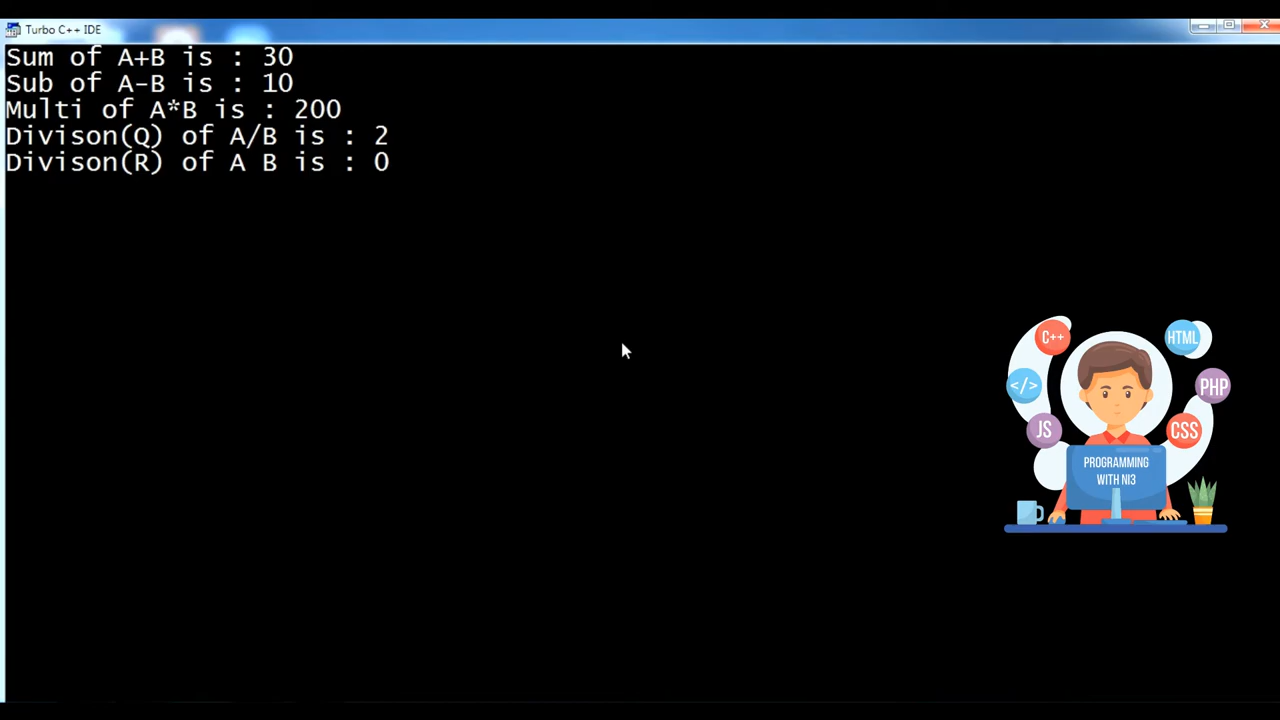 Turbo C++ IDE
Sum of A+B is : 30
Sub of A-B is : 10
Multi of A*B is : 200
Divison(Q) of A/B is : 2
Divison(R) of A B is : 0
C++
HTML
</>
PHP
JS
CSS
PROGRAMMING
WITH NI3